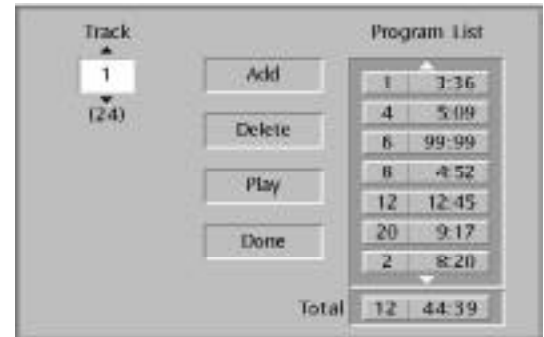 Track
1
(24)
Add
Delete
Play
Done
Program List
1 3:36
4 5:09
6 99:99
8 4:52
12 12:45
20 9:17
2 8:20
Total 12 44:39